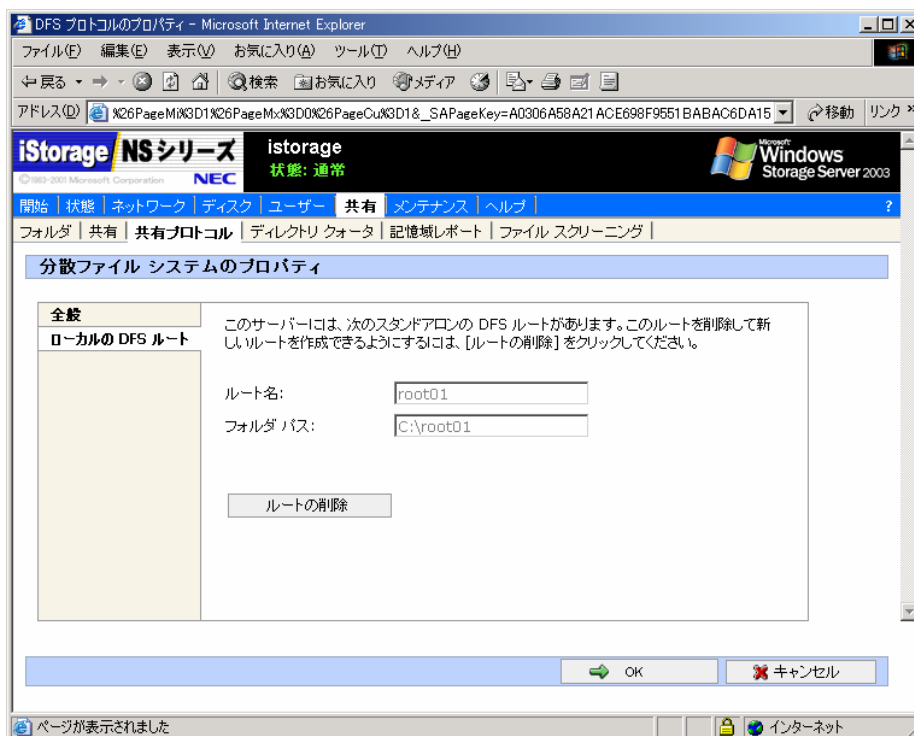 DFS プロトコルのプロパティ - Microsoft Internet Explorer
ファイル(F) 編集(E) 表示(V) お気に入り(A) ツール(T) ヘルプ(H)
戻る 検索 お気に入り メディア
アドレス(D) %26PageMi%3D1%26PageMx%3D0%26PageCu%3D1&_SAPageKey=A0306A58A21ACE698F9551BABAC6DA15 移動 リンク »
iStorage NSシリーズ
©1983-2001 Microsoft Corporation NEC
istorage
状態: 通常
Microsoft
Windows
Storage Server 2003
開始 状態 ネットワーク ディスク ユーザー 共有 メンテナンス ヘルプ ?
フォルダ 共有 共有プロトコル ディレクトリ クォータ 記憶域レポート ファイル スクリーニング
分散ファイル システムのプロパティ
全般
ローカルの DFS ルート
このサーバーには、次のスタンドアロンの DFS ルートがあります。このルートを削除して新
しいルートを作成できるようにするには、[ルートの削除] をクリックしてください。
ルート名: root01
フォルダ パス: C:\root01
ルートの削除
OK キャンセル
ページが表示されました インターネット